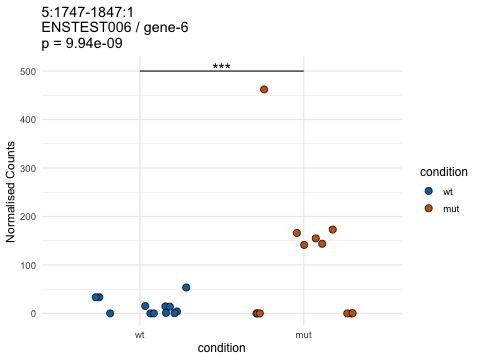 5:1747-1847:1
ENSTEST006 / gene-6
p = 9.94e-09
***
500
400
300
200
100
0
Normalised Counts
wt
mut
condition
condition
wt
mut